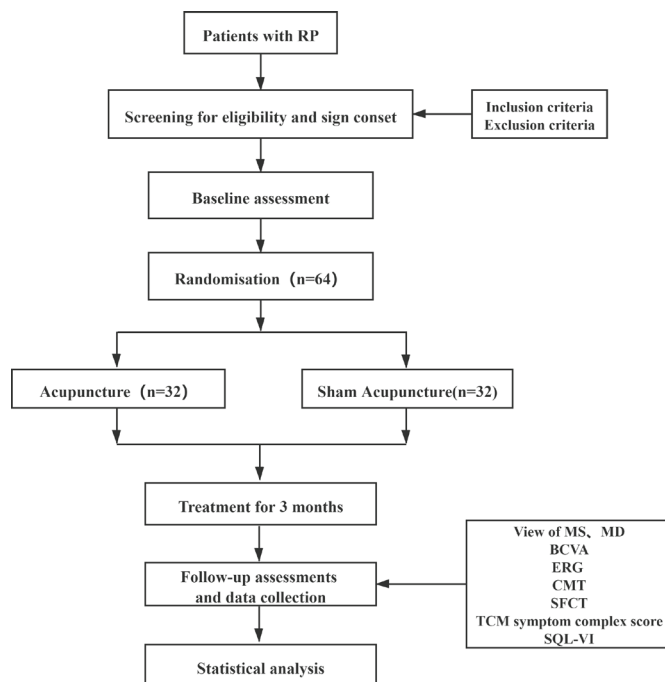 Patients with RP
Screening for eligibility and sign conset
Inclusion criteria
Exclusion criteria
Baseline assessment
Randomisation（n=64）
Acupuncture（n=32）
Sham Acupuncture(n=32)
Treatment for 3 months
Follow-up assessments
and data collection
View of MS、MD
BCVA
ERG
CMT
SFCT
TCM symptom complex score
SQL-VI
Statistical analysis